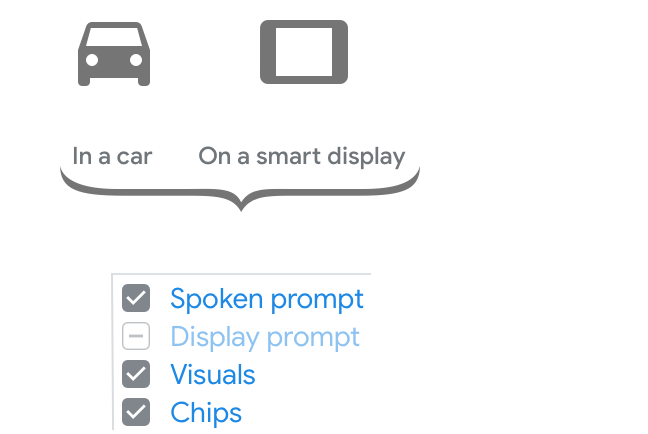 In a car
On a smart display
Spoken prompt
Display prompt
Visuals
Chips